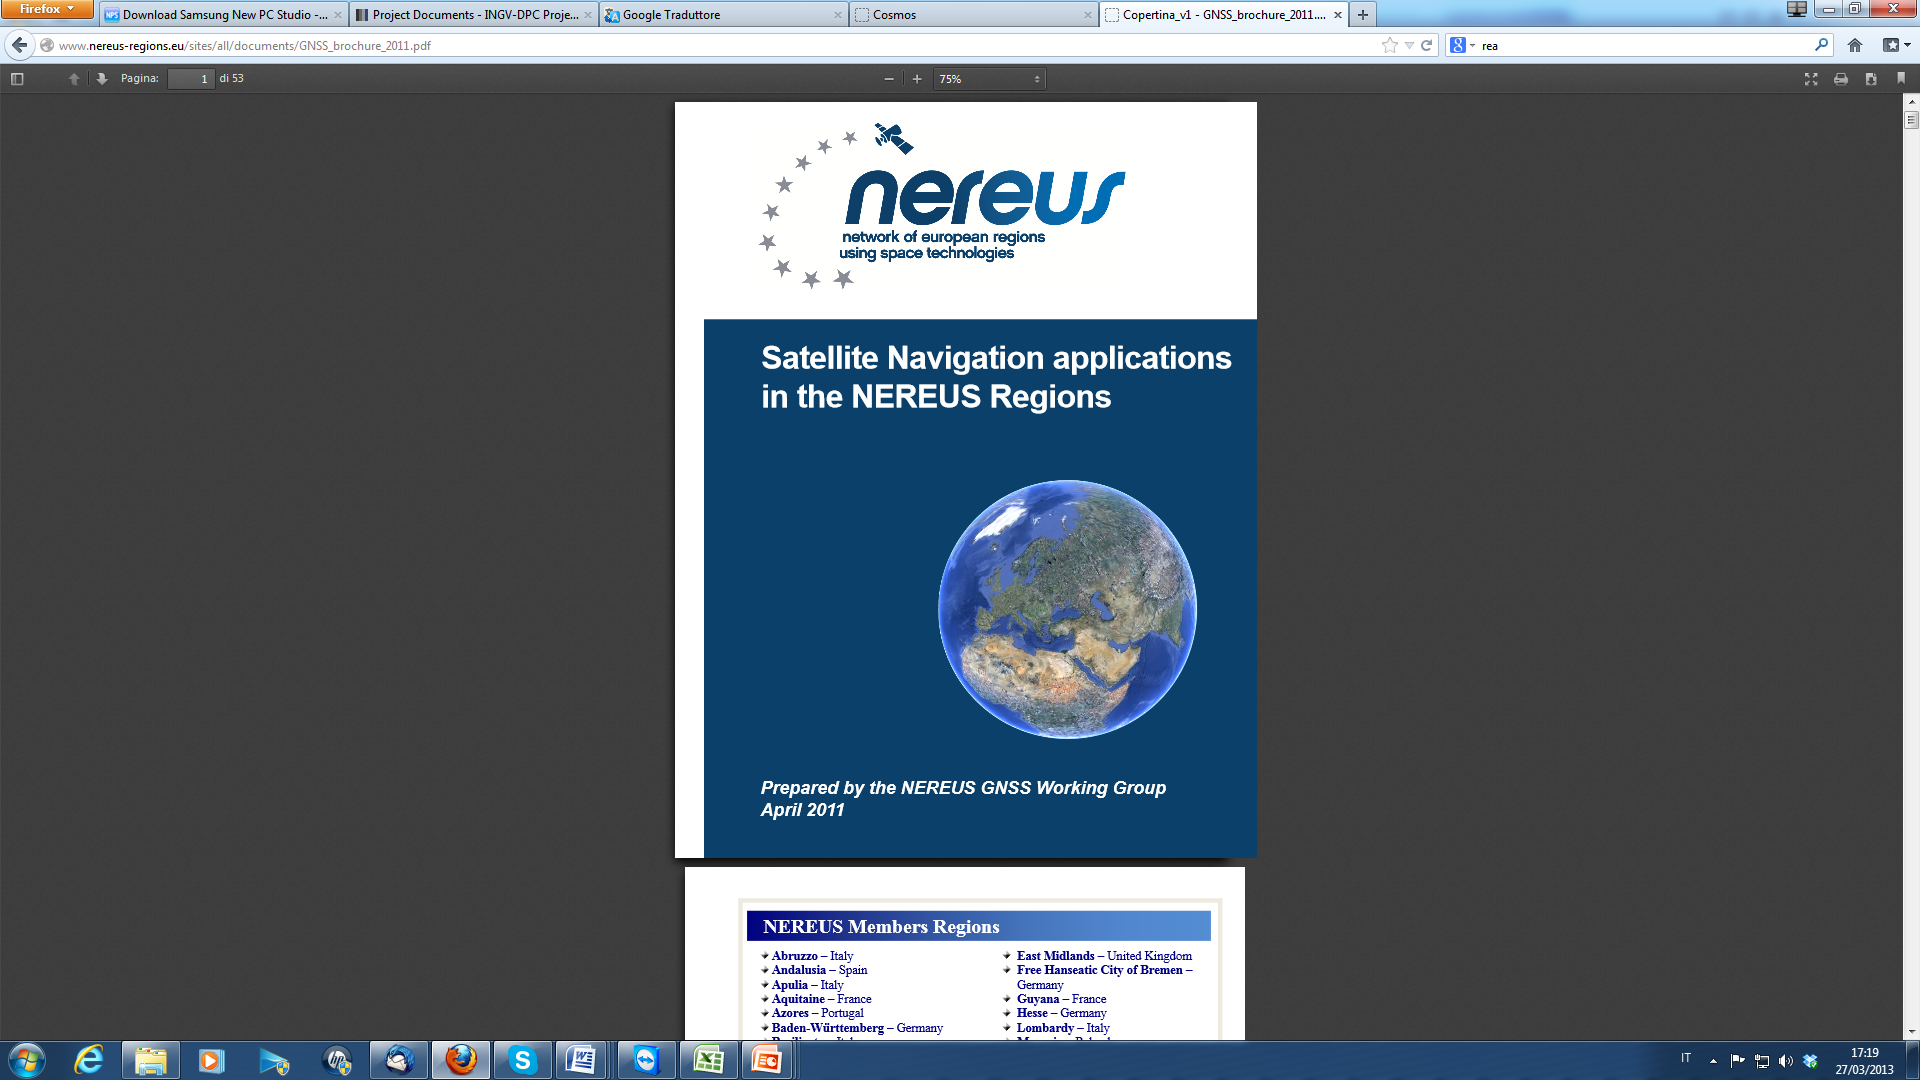 Firefox
Download Samsung New PC Studio -...
Project Documents - INGV-DPC Proje...
Google Traduttore
Cosmos
Copertina_v1 - GNSS_brochure_2011....
www.nereus-regions.eu/sites/all/documents/GNSS_brochure_2011.pdf
rea
Pagina: 1 di 53
75%
nereus
network of european regions
using space technologies
Satellite Navigation applications
in the NEREUS Regions
Prepared by the NEREUS GNSS Working Group
April 2011
NEREUS Members Regions
Abruzzo – Italy
Andalusia – Spain
Apulia – Italy
Aquitaine – France
Azores – Portugal
Baden-Württemberg – Germany
East Midlands – United Kingdom
Free Hanseatic City of Bremen –
Germany
Guyana – France
Hesse – Germany
Lombardy – Italy
IT
17:19
27/03/2013